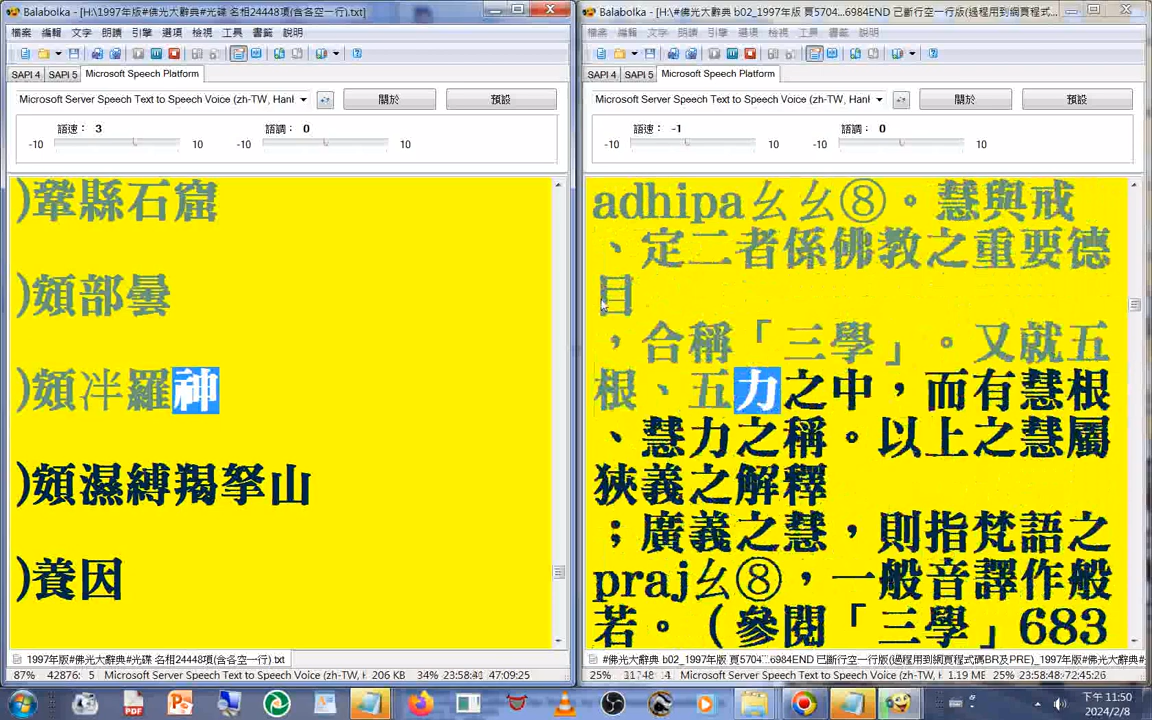 Balabolka - [H:\1997年版#佛光大辭典#光碟 名相24448項(含各空一行).txt]
檔案 編輯 文字 朗讀 引擎 選項 檢視 工具 書籤 說明
SAPI 4 SAPI 5 Microsoft Speech Platform
Microsoft Server Speech Text to Speech Voice (zh-TW, Hanl 關於 預設
語速： 3 語調： 0
-10 10 -10 10
)鞏縣石窟
)頞部曇
)頞泮羅神
)頞濕縛羯拏山
)養因
1997年版#佛光大辭典#光碟 名相24448項(含各空一行).txt
87% 42876: 5 Microsoft Server Speech Text to Speech Voice (zh-TW 206 KB 34% 23:58:41 47:09:25
Balabolka - [H:\#佛光大辭典 b02_1997年版 頁5704...6984END 已斷行空一行版(過程用到網頁程式...
檔案 編輯 文字 朗讀 引擎 選項 檢視 工具 書籤 說明
SAPI 4 SAPI 5 Microsoft Speech Platform
Microsoft Server Speech Text to Speech Voice (zh-TW, Hanl 關於 預設
語速： -1 語調： 0
-10 10 -10 10
adhipaㄠㄠ⑧。慧與戒
、定二者係佛教之重要德
目
，合稱「三學」。又就五
根、五力之中，而有慧根
、慧力之稱。以上之慧屬
狹義之解釋
；廣義之慧，則指梵語之
prajㄠ⑧，一般音譯作般
若。（參閱「三學」683
#佛光大辭典 b02_1997年版 頁5704...6984END 已斷行空一行版(過程用到網頁程式碼BR及PRE)_1997年版#
25% Microsoft Server Speech Text to Speech Voice (zh-TW 1.19 ME 25% 23:58:48:72:45:26
下午 11:50
2024/2/8